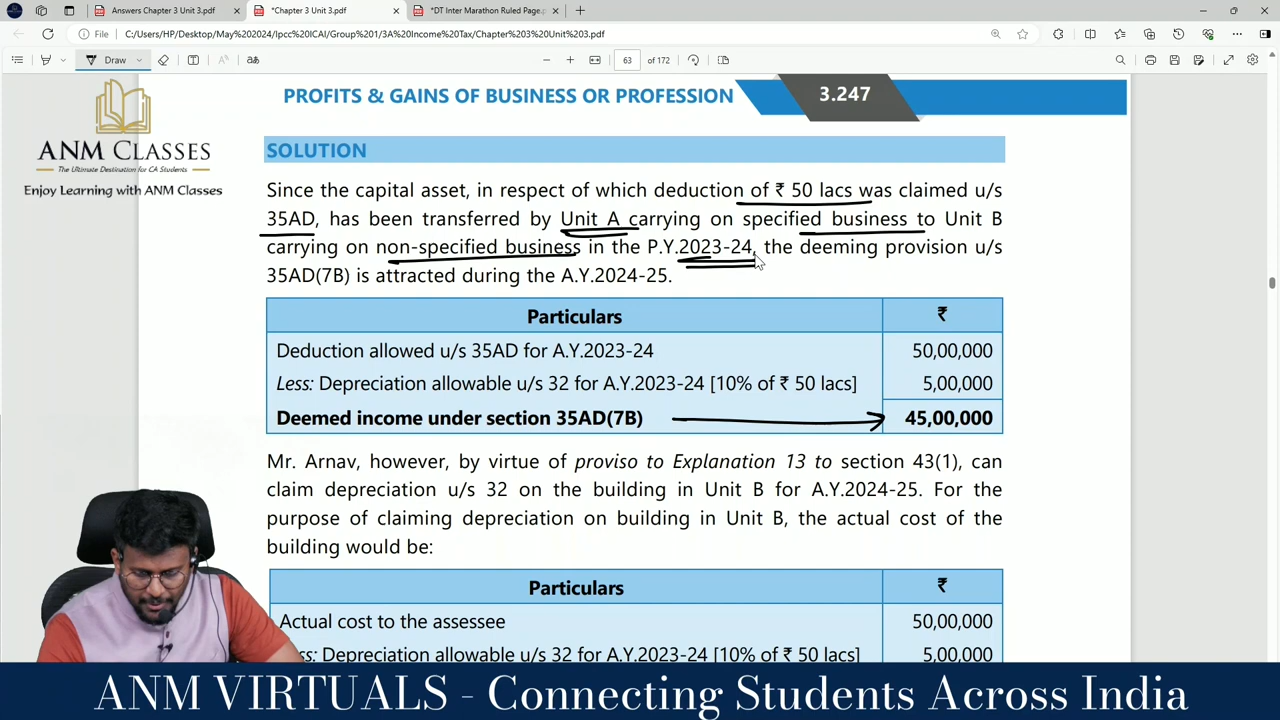 Answers Chapter 3 Unit 3.pdf
*Chapter 3 Unit 3.pdf
*DT Inter Marathon Ruled Page.p
File
C:/Users/HP/Desktop/May%202024/Ipcc%20ICAI/Group%201/3A%20Income%20Tax/Chapter%203%20Unit%203.pdf
Draw
63 of 172
PROFITS & GAINS OF BUSINESS OR PROFESSION
3.247
ANM CLASSES
The Ultimate Destination for CA Students
Enjoy Learning with ANM Classes
SOLUTION
Since the capital asset, in respect of which deduction of ₹ 50 lacs was claimed u/s
35AD, has been transferred by Unit A carrying on specified business to Unit B
carrying on non-specified business in the P.Y.2023-24, the deeming provision u/s
35AD(7B) is attracted during the A.Y.2024-25.
Particulars ₹
Deduction allowed u/s 35AD for A.Y.2023-24 50,00,000
Less: Depreciation allowable u/s 32 for A.Y.2023-24 [10% of ₹ 50 lacs] 5,00,000
Deemed income under section 35AD(7B) 45,00,000
Mr. Arnav, however, by virtue of proviso to Explanation 13 to section 43(1), can
claim depreciation u/s 32 on the building in Unit B for A.Y.2024-25. For the
purpose of claiming depreciation on building in Unit B, the actual cost of the
building would be:
Particulars ₹
Actual cost to the assessee 50,00,000
Depreciation allowable u/s 32 for A.Y.2023-24 [10% of ₹ 50 lacs] 5,00,000
ANM VIRTUALS - Connecting Students Across India